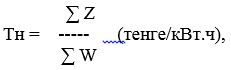 ∑ Z
Тн = ----- (тенге/кВт.ч),
∑ W